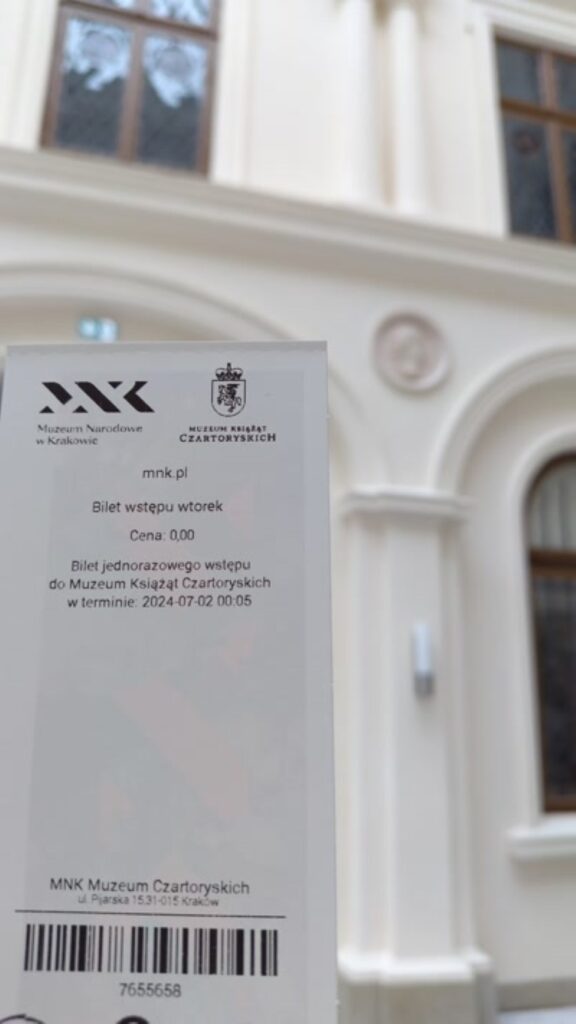 MNK
Muzeum Narodowe
w Krakowie
MUZEUM KSIĄŻĄT
CZARTORYSKICH
mnk.pl
Bilet wstępu wtorek
Cena: 0,00
Bilet jednorazowego wstępu
do Muzeum Książąt Czartoryskich
w terminie: 2024-07-02 00:05
MNK Muzeum Czartoryskich
ul. Pijarska 15,31-015 Kraków
7655658